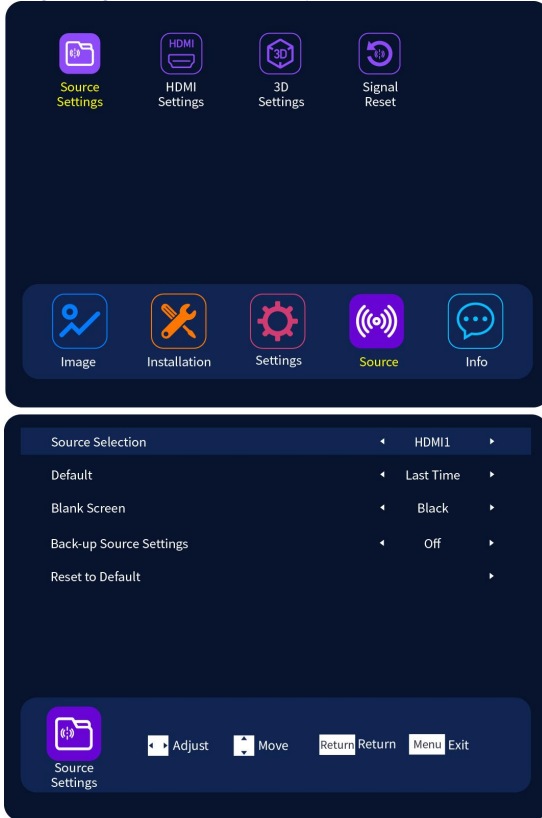 HDMI
3D
Source
Settings
HDMI
Settings
3D
Settings
Signal
Reset
Image
Installation
Settings
Source
Info
Source Selection HDMI1
Default Last Time
Blank Screen Black
Back-up Source Settings Off
Reset to Default
Adjust Move Return Return Menu Exit
Source
Settings